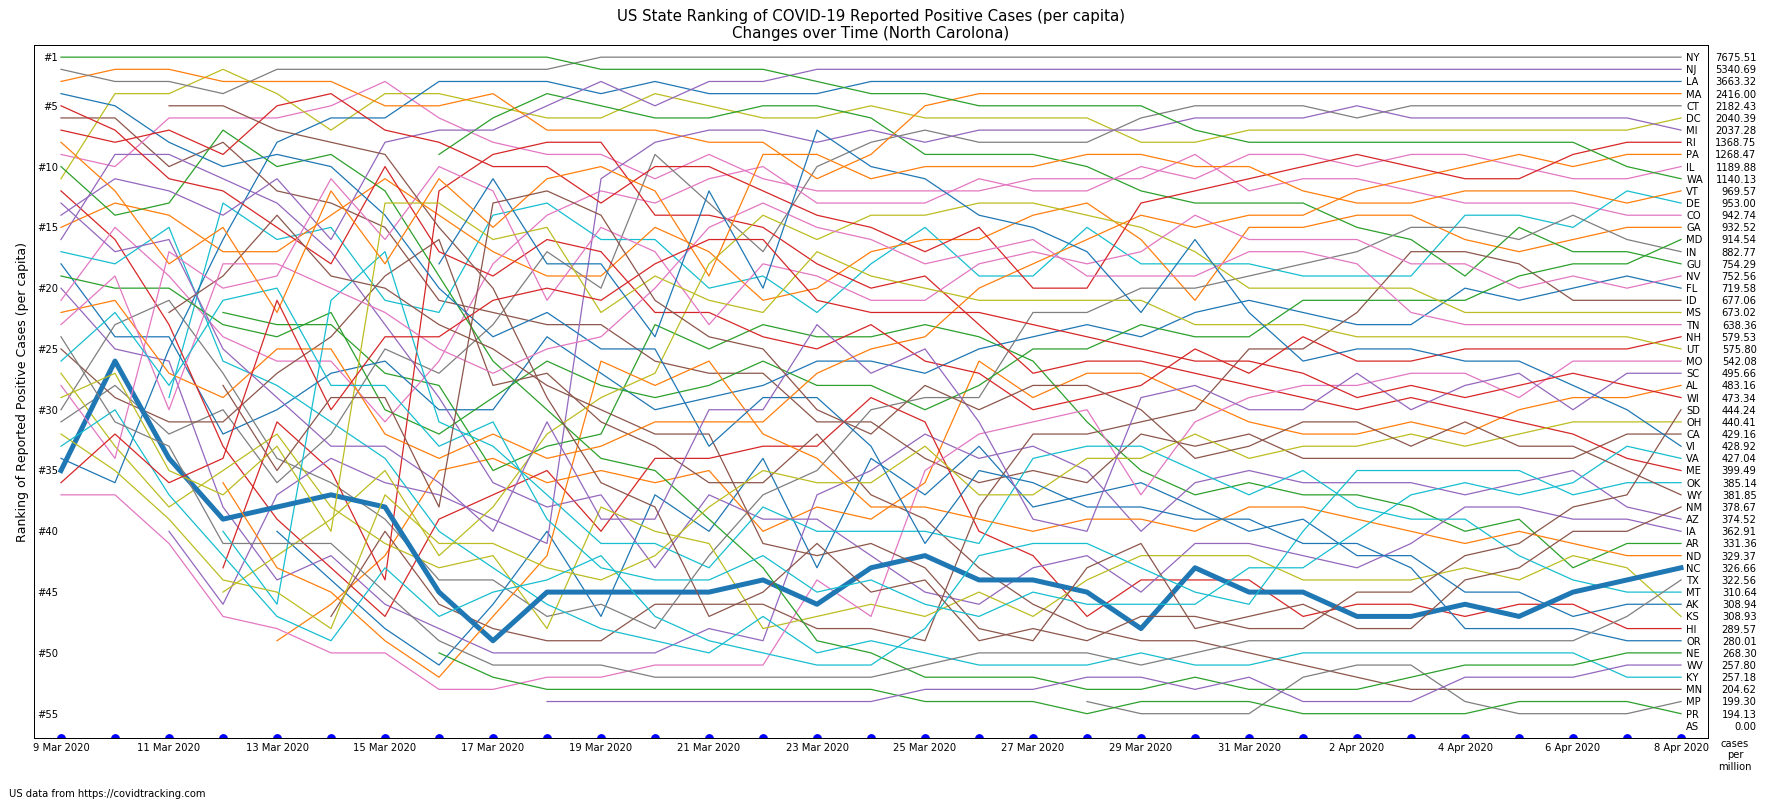 US State Ranking of COVID-19 Reported Positive Cases (per capita)
Changes over Time (North Carolona)
Ranking of Reported Positive Cases (per capita)
#1
#5
#10
#15
#20
#25
#30
#35
#40
#45
#50
#55
NY 7675.51
NJ 5340.69
LA 3663.32
MA 2416.00
CT 2182.43
DC 2040.39
MI 2037.28
RI 1368.75
PA 1268.47
IL 1189.88
WA 1140.13
VT 969.57
DE 953.00
CO 942.74
GA 932.52
MD 914.54
IN 882.77
GU 754.29
NV 752.56
FL 719.58
ID 677.06
MS 673.02
TN 638.36
NH 579.53
UT 575.80
MO 542.08
SC 495.66
AL 483.16
WI 473.34
SD 444.24
OH 440.41
CA 429.16
VI 428.92
VA 427.04
ME 399.49
OK 385.14
WY 381.85
NM 378.67
AZ 374.52
IA 362.91
AR 331.36
ND 329.37
NC 326.66
TX 322.56
MT 310.64
AK 308.94
KS 308.93
HI 289.57
OR 280.01
NE 268.30
WV 257.80
KY 257.18
MN 204.62
MP 199.30
PR 194.13
AS 0.00
9 Mar 2020 11 Mar 2020 13 Mar 2020 15 Mar 2020 17 Mar 2020 19 Mar 2020 21 Mar 2020 23 Mar 2020 25 Mar 2020 27 Mar 2020 29 Mar 2020 31 Mar 2020 2 Apr 2020 4 Apr 2020 6 Apr 2020 8 Apr 2020
cases
per
million
US data from https://covidtracking.com